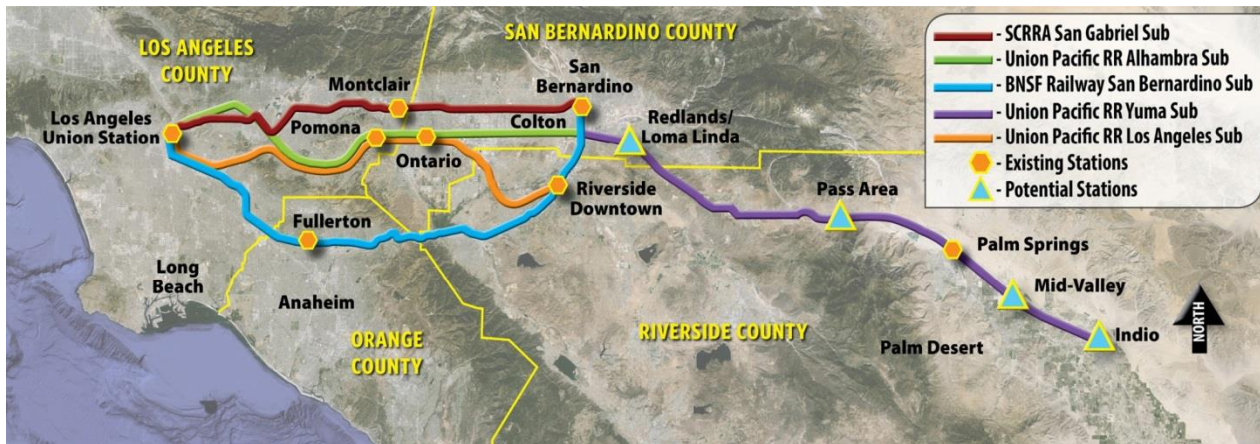 LOS ANGELES
COUNTY
SAN BERNARDINO COUNTY
Montclair
San
Bernardino
Los Angeles
Union Station
Pomona
Colton
Redlands/
Loma Linda
Ontario
Pass Area
Riverside
Downtown
Fullerton
Palm Springs
Long
Beach
Anaheim
Mid-Valley
ORANGE
COUNTY
RIVERSIDE COUNTY
Palm Desert
Indio
NORTH
- SCRRA San Gabriel Sub
- Union Pacific RR Alhambra Sub
- BNSF Railway San Bernardino Sub
- Union Pacific RR Yuma Sub
- Union Pacific RR Los Angeles Sub
- Existing Stations
- Potential Stations